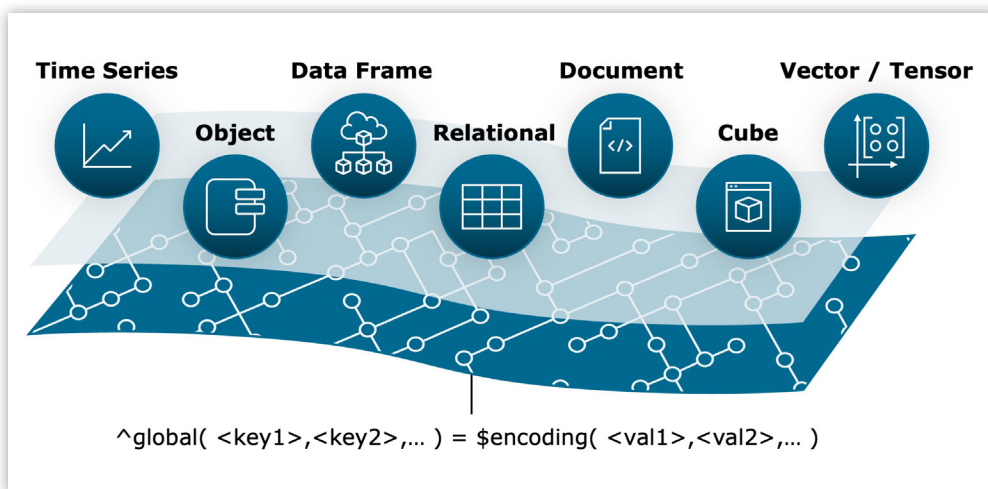 Time Series
Data Frame
Document
Vector / Tensor
Object
Relational
Cube
</>
^global( <key1>,<key2>,... ) = $encoding( <val1>,<val2>,... )